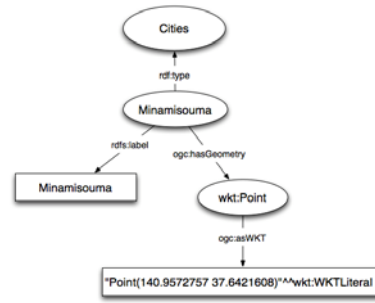 Cities
rdf:type
Minamisouma
rdfs:label
ogc:hasGeometry
Minamisouma
wkt:Point
ogc:asWKT
"Point(140.9572757 37.6421608)"^^wkt:WKTLiteral